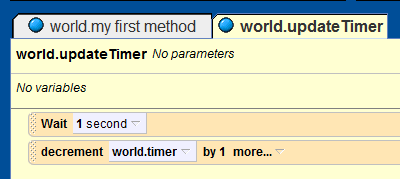 world.my first method world.updateTimer
world.updateTimer No parameters
No variables
Wait 1 second
decrement world.timer by 1 more...